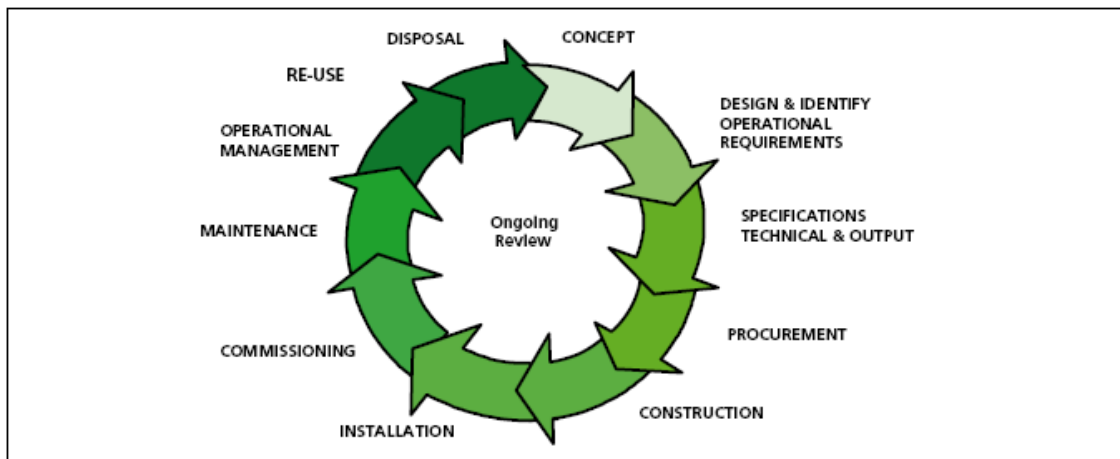 DISPOSAL
CONCEPT
RE-USE
DESIGN & IDENTIFY
OPERATIONAL
REQUIREMENTS
OPERATIONAL
MANAGEMENT
SPECIFICATIONS
TECHNICAL & OUTPUT
MAINTENANCE
Ongoing
Review
PROCUREMENT
COMMISSIONING
CONSTRUCTION
INSTALLATION